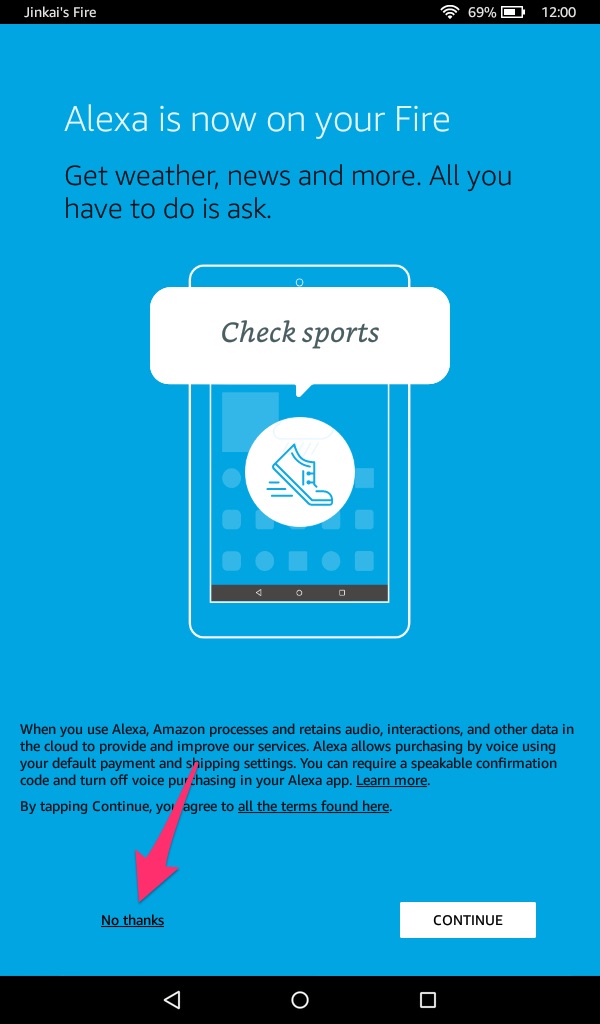 Jinkai's Fire 69% 12:00
Alexa is now on your Fire
Get weather, news and more. All you
have to do is ask.
Check sports
When you use Alexa, Amazon processes and retains audio, interactions, and other data in
the cloud to provide and improve our services. Alexa allows purchasing by voice using
your default payment and shipping settings. You can require a speakable confirmation
code and turn off voice purchasing in your Alexa app. Learn more.
By tapping Continue, you agree to all the terms found here.
No thanks CONTINUE